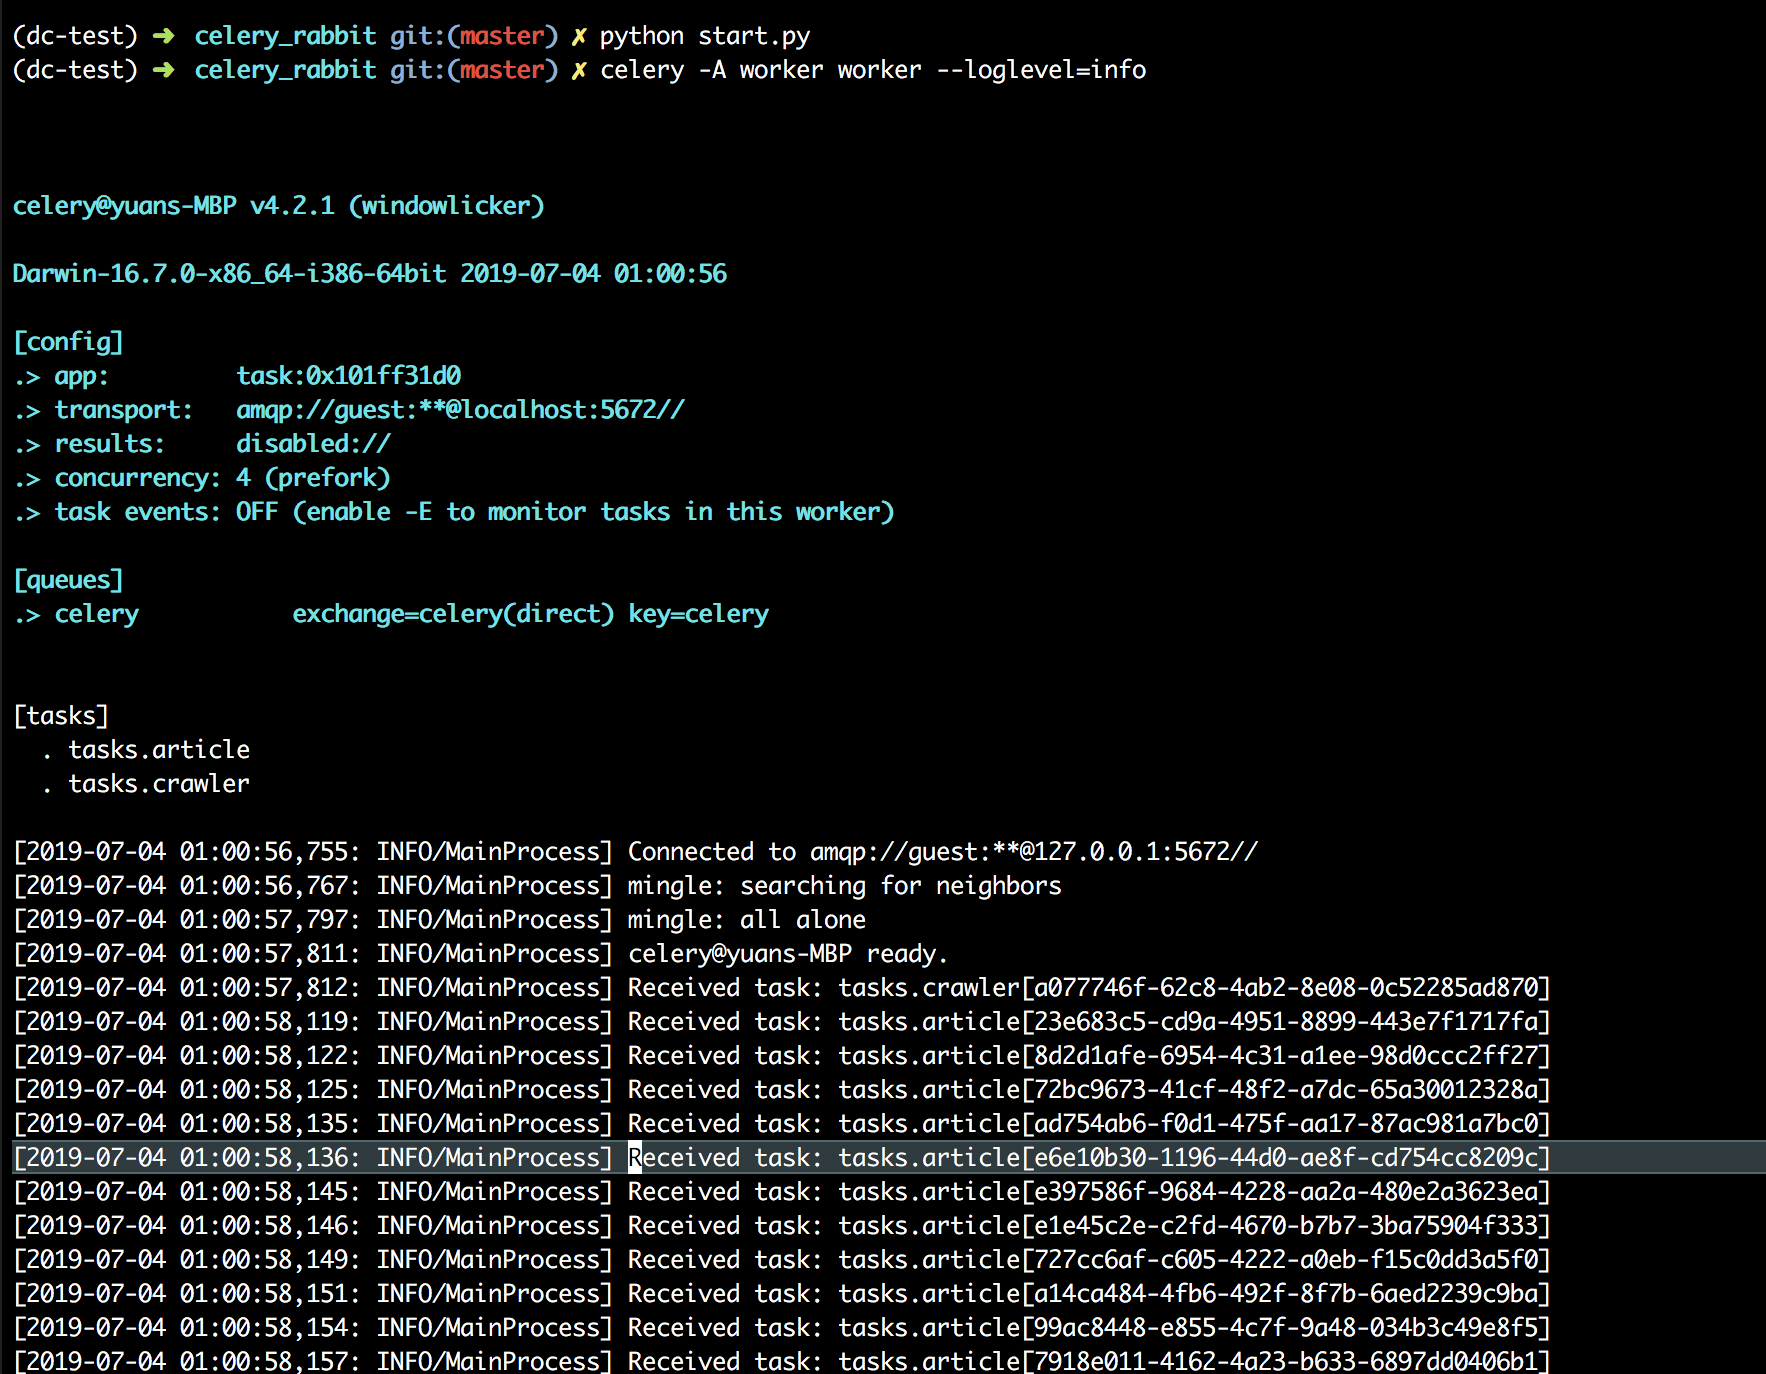 (dc-test) ➜ celery_rabbit git:(master) ✗ python start.py
(dc-test) ➜ celery_rabbit git:(master) ✗ celery -A worker worker --loglevel=info
celery@yuans-MBP v4.2.1 (windowlicker)
Darwin-16.7.0-x86_64-i386-64bit 2019-07-04 01:00:56
[config]
.> app:         task:0x101ff31d0
.> transport:   amqp://guest:**@localhost:5672//
.> results:     disabled://
.> concurrency: 4 (prefork)
.> task events: OFF (enable -E to monitor tasks in this worker)
[queues]
.> celery           exchange=celery(direct) key=celery
[tasks]
  . tasks.article
  . tasks.crawler
[2019-07-04 01:00:56,755: INFO/MainProcess] Connected to amqp://guest:**@127.0.0.1:5672//
[2019-07-04 01:00:56,767: INFO/MainProcess] mingle: searching for neighbors
[2019-07-04 01:00:57,797: INFO/MainProcess] mingle: all alone
[2019-07-04 01:00:57,811: INFO/MainProcess] celery@yuans-MBP ready.
[2019-07-04 01:00:57,812: INFO/MainProcess] Received task: tasks.crawler[a077746f-62c8-4ab2-8e08-0c52285ad870]
[2019-07-04 01:00:58,119: INFO/MainProcess] Received task: tasks.article[23e683c5-cd9a-4951-8899-443e7f1717fa]
[2019-07-04 01:00:58,122: INFO/MainProcess] Received task: tasks.article[8d2d1afe-6954-4c31-a1ee-98d0ccc2ff27]
[2019-07-04 01:00:58,125: INFO/MainProcess] Received task: tasks.article[72bc9673-41cf-48f2-a7dc-65a30012328a]
[2019-07-04 01:00:58,135: INFO/MainProcess] Received task: tasks.article[ad754ab6-f0d1-475f-aa17-87ac981a7bc0]
[2019-07-04 01:00:58,136: INFO/MainProcess] Received task: tasks.article[e6e10b30-1196-44d0-ae8f-cd754cc8209c]
[2019-07-04 01:00:58,145: INFO/MainProcess] Received task: tasks.article[e397586f-9684-4228-aa2a-480e2a3623ea]
[2019-07-04 01:00:58,146: INFO/MainProcess] Received task: tasks.article[e1e45c2e-c2fd-4670-b7b7-3ba75904f333]
[2019-07-04 01:00:58,149: INFO/MainProcess] Received task: tasks.article[727cc6af-c605-4222-a0eb-f15c0dd3a5f0]
[2019-07-04 01:00:58,151: INFO/MainProcess] Received task: tasks.article[a14ca484-4fb6-492f-8f7b-6aed2239c9ba]
[2019-07-04 01:00:58,154: INFO/MainProcess] Received task: tasks.article[99ac8448-e855-4c7f-9a48-034b3c49e8f5]
[2019-07-04 01:00:58,157: INFO/MainProcess] Received task: tasks.article[7918e011-4162-4a23-b633-6897dd0406b1]